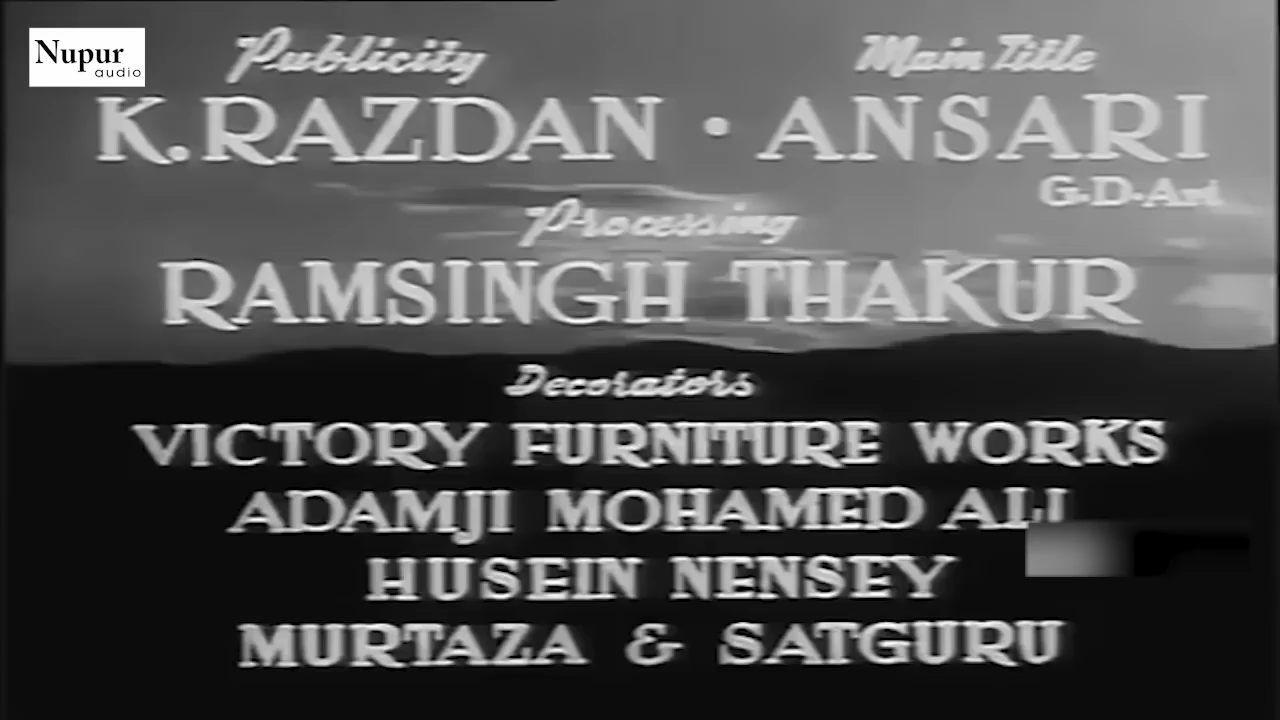 Nupur
audio
Publicity Main Title
K.RAZDAN • ANSARI
G.D.Art
Processing
RAMSINGH THAKUR
Decorators
VICTORY FURNITURE WORKS
ADAMJI MOHAMED ALI
HUSEIN NENSEY
MURTAZA & SATGURU